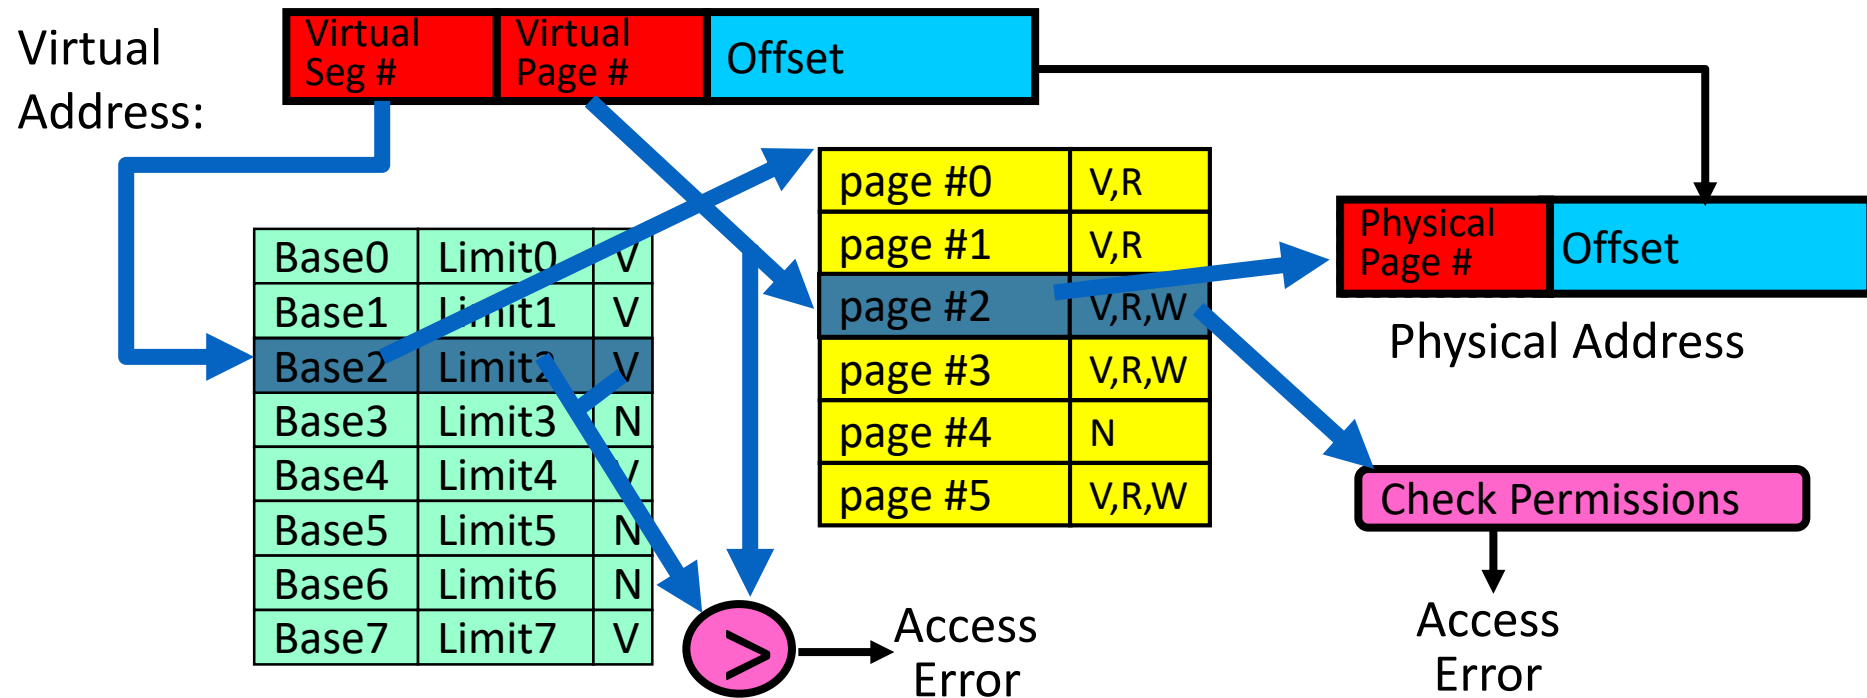 Virtual
Address:
Virtual
Seg #
Virtual
Page #
Offset
Base0 Limit0 V
Base1 Limit1 V
Base2 Limit2 V
Base3 Limit3 N
Base4 Limit4 V
Base5 Limit5 N
Base6 Limit6 N
Base7 Limit7 V
page #0 V,R
page #1 V,R
page #2 V,R,W
page #3 V,R,W
page #4 N
page #5 V,R,W
Physical
Page #
Offset
Physical Address
Check Permissions
Access
Error
>
Access
Error